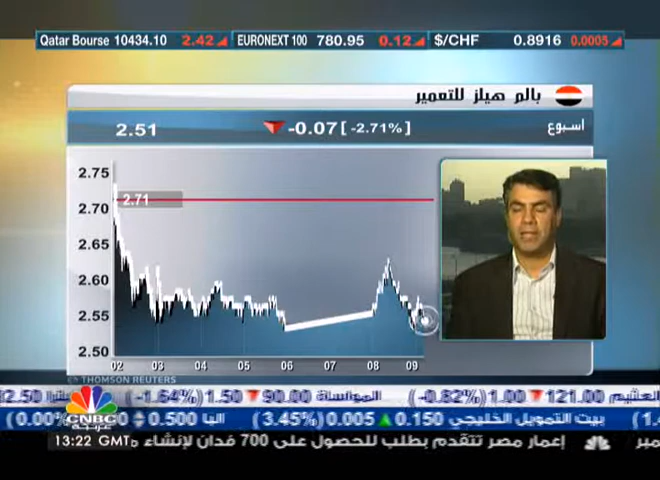 Qatar Bourse 10434.10 2.42 EURONEXT 100 780.95 0.12 $/CHF 0.8916 0.0005
بالم هيلز للتعمير
اسبوع -0.07[ -2.71%] 2.51
2.75
2.71
2.70
2.65
2.60
2.55
2.50
02 03 04 05 06 07 08 09
THOMSON REUTERS
العثيم 121.00 1.00 (-0.82%) المواساة 90.00 1.50 (-1.64%) 2.50
بيت التمويل الخليجي 0.150 0.005 (3.45%) البا 0.500 (0.00%
CNBC
عربية
13:22 GMT إعمار مصر تتقدم بطلب للحصول على 700 فدان لإنشاء